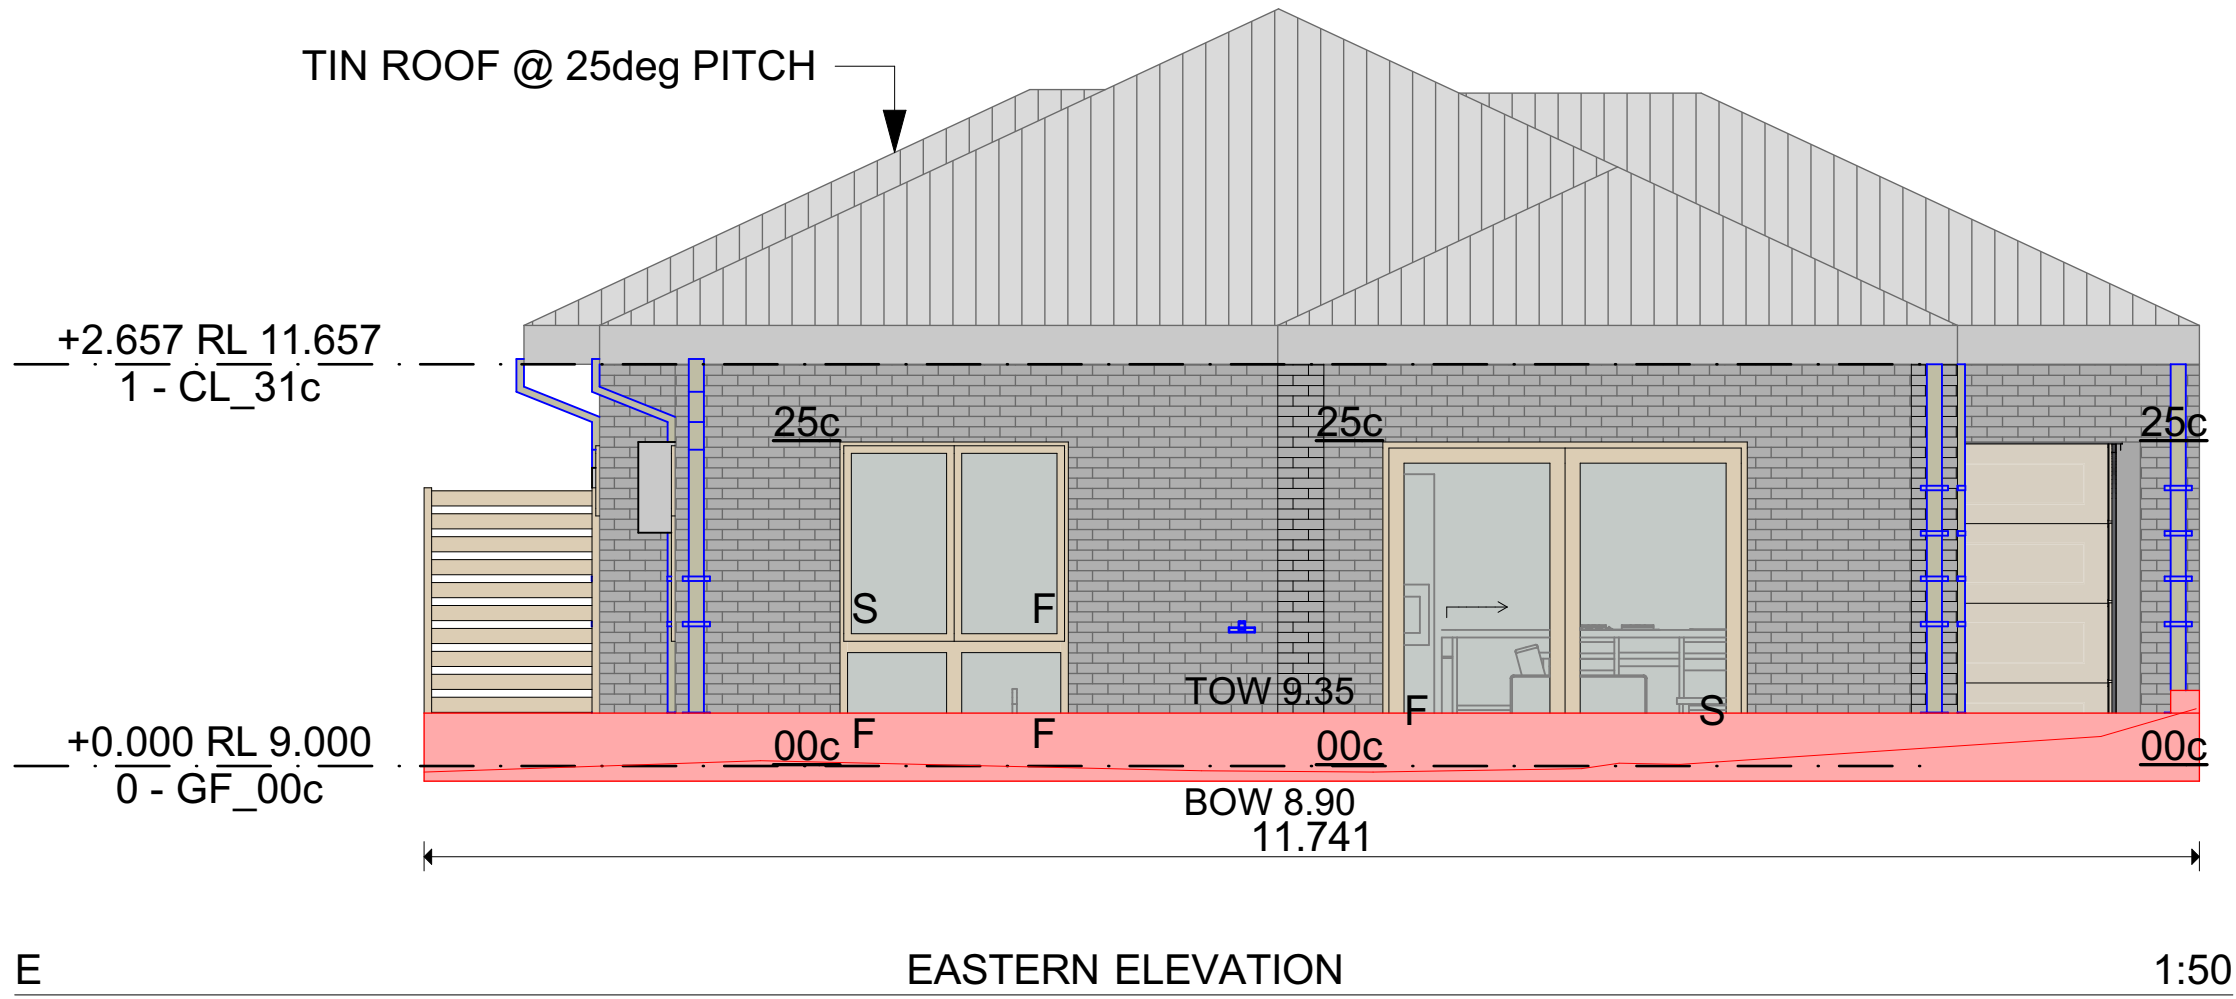 TIN ROOF @ 25deg PITCH
+2.657 RL 11.657
1 - CL_31c
25c
25c
25c
S
F
TOW 9.35
F
S
+0.000 RL 9.000
0 - GF_00c
00c
F
F
00c
00c
BOW 8.90
11.741
E
EASTERN ELEVATION
1:50